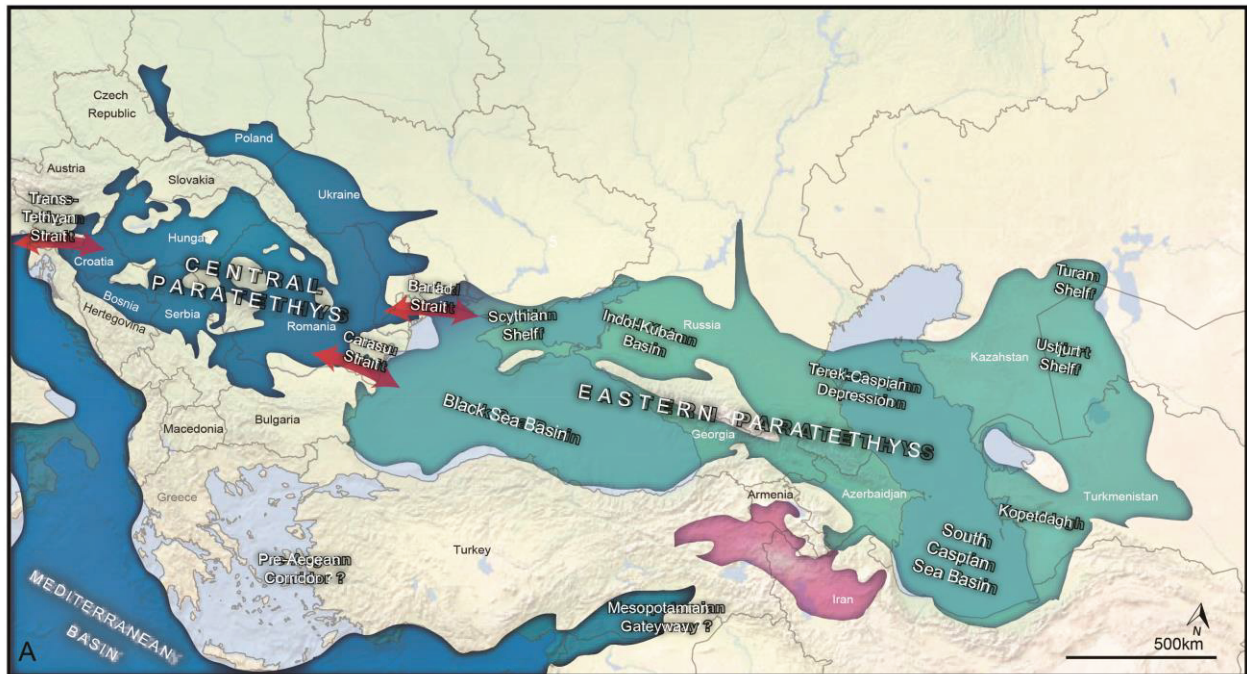 Czech
Republic
Poland
Austria
Slovakia
Ukraine
Trans-
Tethyan
Strait
Hunga
Croatia
CENTRAL
PARATETHYS
Bosnia
Hertegovina
Serbia
Romania
Barlad
Strait
Carasu
Strait
Scythian
Shelf
Indol-Kuban
Basin
Russia
Turan
Shelf
Kazahstan
Ustjurt
Shelf
Terek-Caspian
Depression
EASTERN PARATETHYS
Black Sea Basin
Bulgaria
Macedonia
Georgia
Greece
Armenia
Azerbaidjan
Turkmenistan
Kopetdagh
South
Caspian
Sea Basin
Turkey
Pre-Aegean
Corridor ?
Mesopotamian
Gateway ?
Iran
MEDITERRANEAN
BASIN
A
N
500km